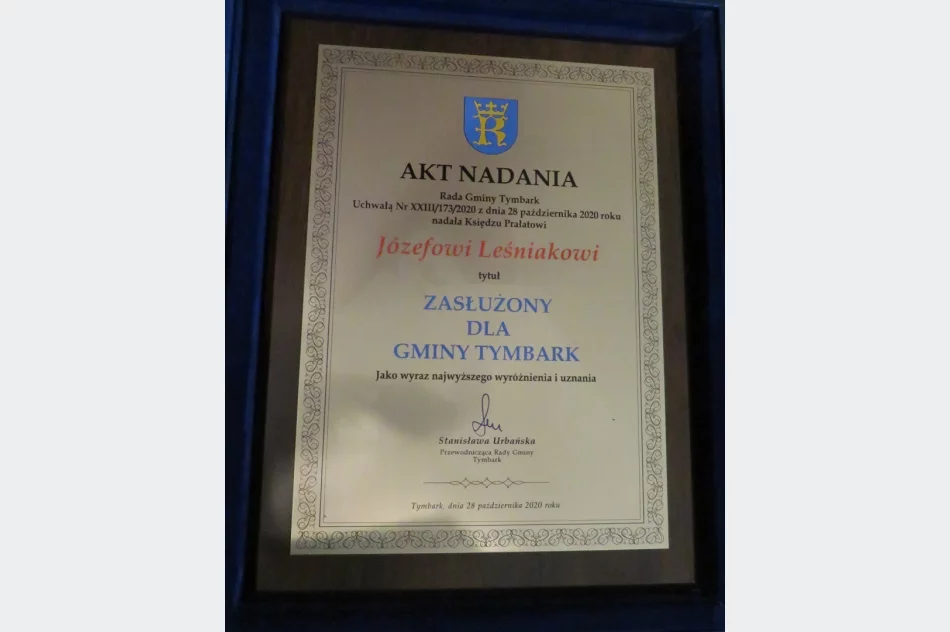 AKT NADANIA
Rada Gminy Tymbark
Uchwałą Nr XXIII/173/2020 z dnia 28 października 2020 roku
nadała Księdzu Prałatowi
Józefowi Leśniakowi
tytuł
ZASŁUŻONY
DLA
GMINY TYMBARK
Jako wyraz najwyższego wyróżnienia i uznania
Stanisława Urbańska
Przewodnicząca Rady Gminy
Tymbark
Tymbark, dnia 28 października 2020 roku